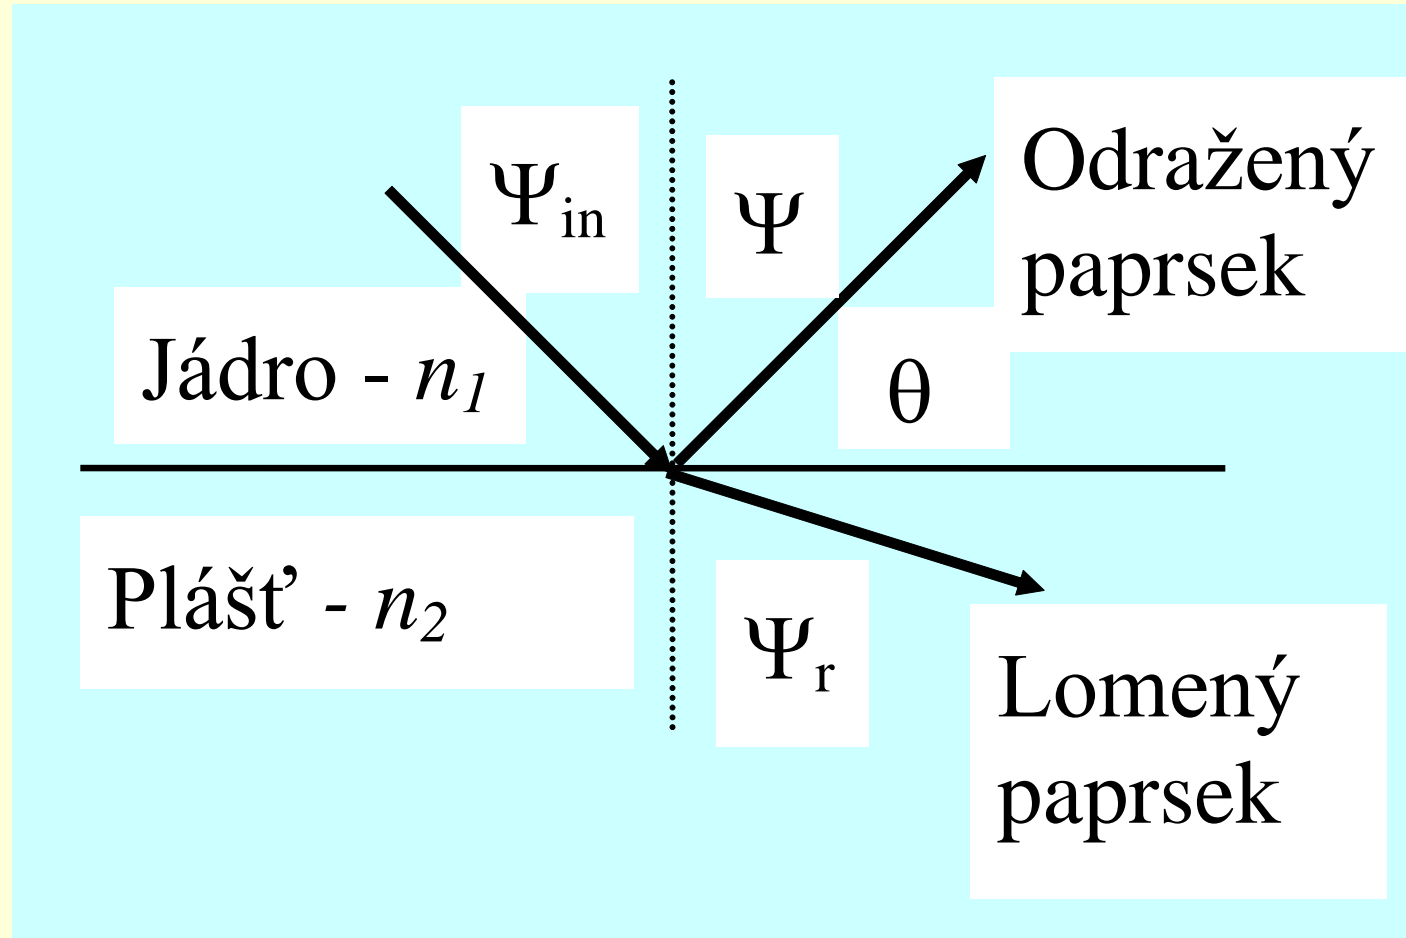 Ψin
Ψ
Odražený
paprsek
Jádro - n1
θ
Plášť - n2
Ψr
Lomený
paprsek